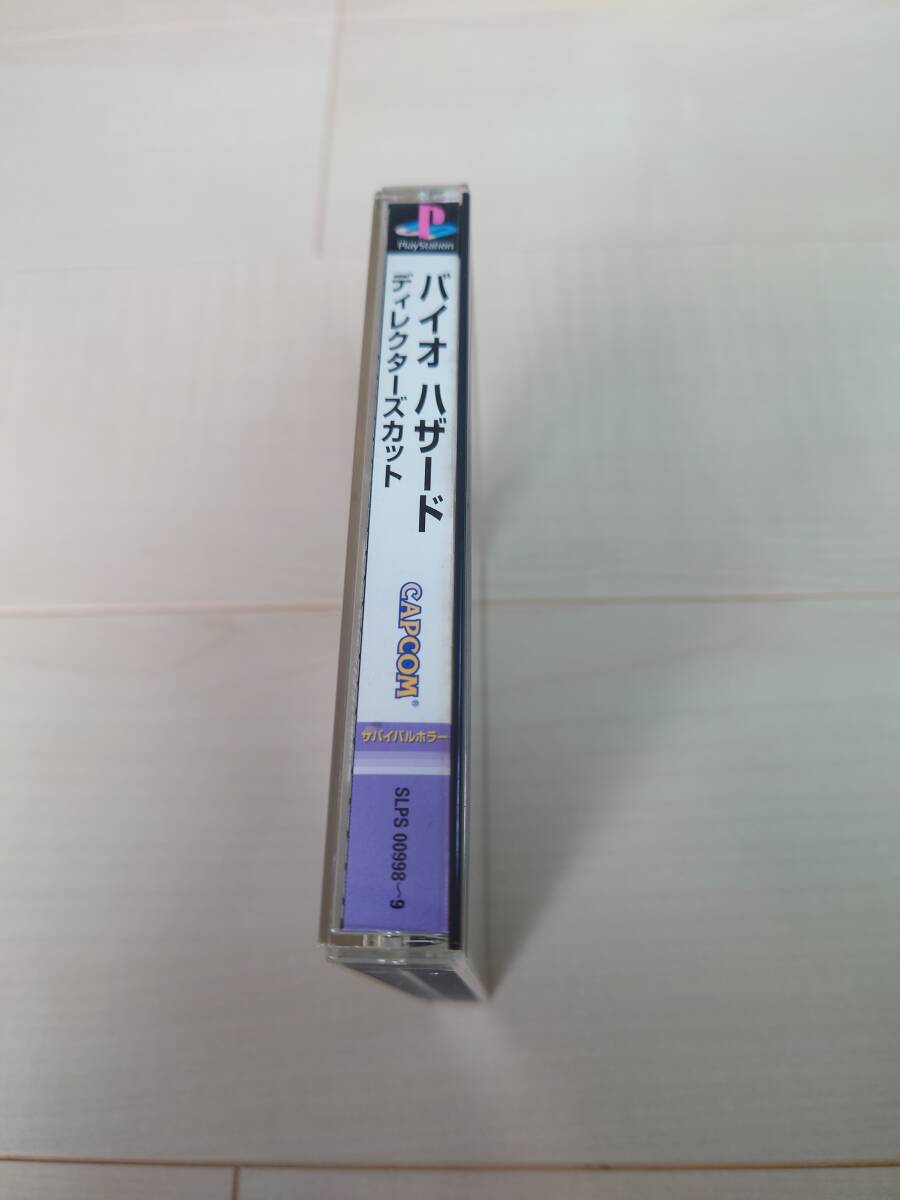 PlayStation
バイオ ハザード
ディレクターズカット
CAPCOM®
サバイバルホラー
SLPS 00998〜9